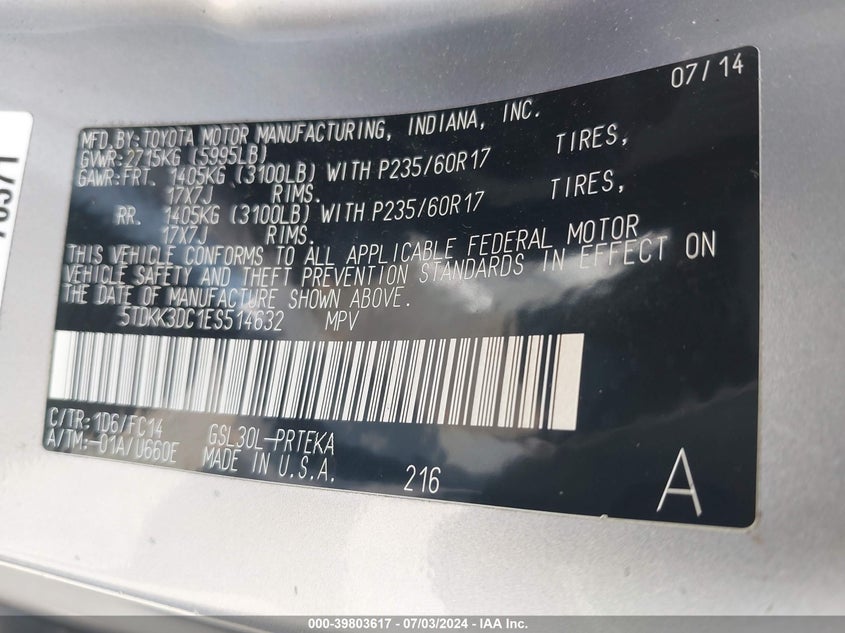 07/14
MFD.BY:TOYOTA MOTOR MANUFACTURING, INDIANA, INC.
GVWR:2715KG (5995LB)
GAWR:FRT. 1405KG (3100LB) WITH P235/60R17 TIRES,
17X7J RIMS.
RR. 1405KG (3100LB) WITH P235/60R17 TIRES,
17X7J RIMS.
THIS VEHICLE CONFORMS TO ALL APPLICABLE FEDERAL MOTOR
VEHICLE SAFETY AND THEFT PREVENTION STANDARDS IN EFFECT ON
THE DATE OF MANUFACTURE SHOWN ABOVE.
5TDKK3DC1ES514632 MPV
C/TR:1D6/FC14 GSL30L-PRTEKA
A/TM:-01A/U660E MADE IN U.S.A.
216
A
000-39803617 - 07/03/2024 - IAA Inc.